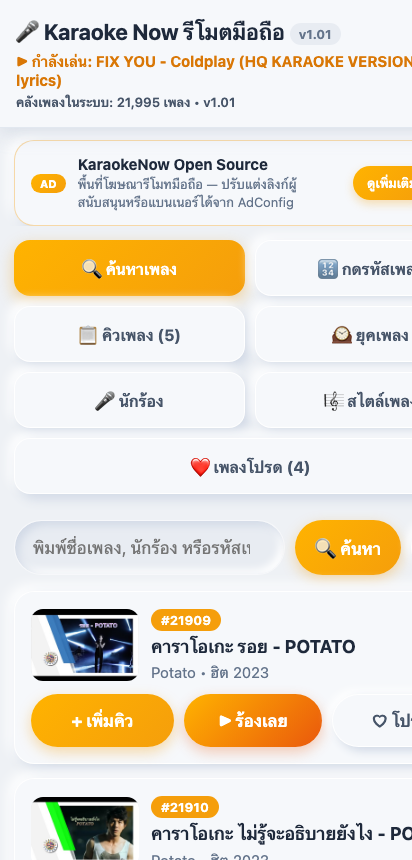 🎤 Karaoke Now รีโมตมือถือ v1.01
▶ กำลังเล่น: FIX YOU - Coldplay (HQ KARAOKE VERSION
lyrics)
คลังเพลงในระบบ: 21,995 เพลง • v1.01
KaraokeNow Open Source
AD
พื้นที่โฆษณารีโมทมือถือ — ปรับแต่งลิงก์ผู้
สนับสนุนหรือแบนเนอร์ได้จาก AdConfig
ดูเพิ่มเติม
🔍 ค้นหาเพลง
🔢 กดรหัสเพล
📋 คิวเพลง (5)
🕰️ ยุคเพลง
🎤 นักร้อง
🎼 สไตล์เพลง
❤️ เพลงโปรด (4)
พิมพ์ชื่อเพลง, นักร้อง หรือรหัสเ
🔍 ค้นหา
#21909
คาราโอเกะ รอย - POTATO
Potato • ฮิต 2023
+ เพิ่มคิว
▶ ร้องเลย
♡ โป
#21910
คาราโอเกะ ไม่รู้จะอธิบายยังไง - PO